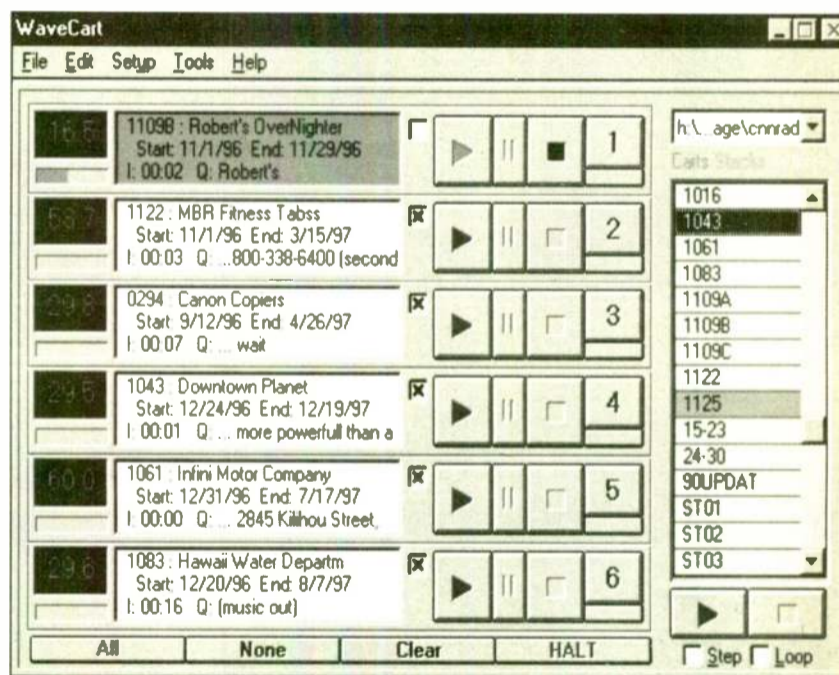 WaveCart
File Edit Setup Tools Help
16.6
1109B : Robert's OverNighter
Start: 11/1/96 End: 11/29/96
I: 00:02 Q: Robert's
1
1122 : MBR Fitness Tabss
Start: 11/1/96 End: 3/15/97
I: 00:03 Q: ...800-338-6400 (second
2
29.8
0294 : Canon Copiers
Start: 9/12/96 End: 4/26/97
I: 00:07 Q: ... wait
3
29.5
1043 : Downtown Planet
Start: 12/24/96 End: 12/19/97
I: 00:01 Q: ... more powerfull than a
4
60.0
1061 : Infini Motor Company
Start: 12/31/96 End: 7/17/97
I: 00:00 Q: ... 2845 Kilihou Street,
5
29.6
1083 : Hawaii Water Departm
Start: 12/20/96 End: 8/7/97
I: 00:16 Q: (music out)
6
All None Clear HALT
h:\...age\cnnrad
Carts Stacks
1016
1043
1061
1083
1109A
1109B
1109C
1122
1125
15-23
24-30
90UPDAT
ST01
ST02
ST03
Step Loop